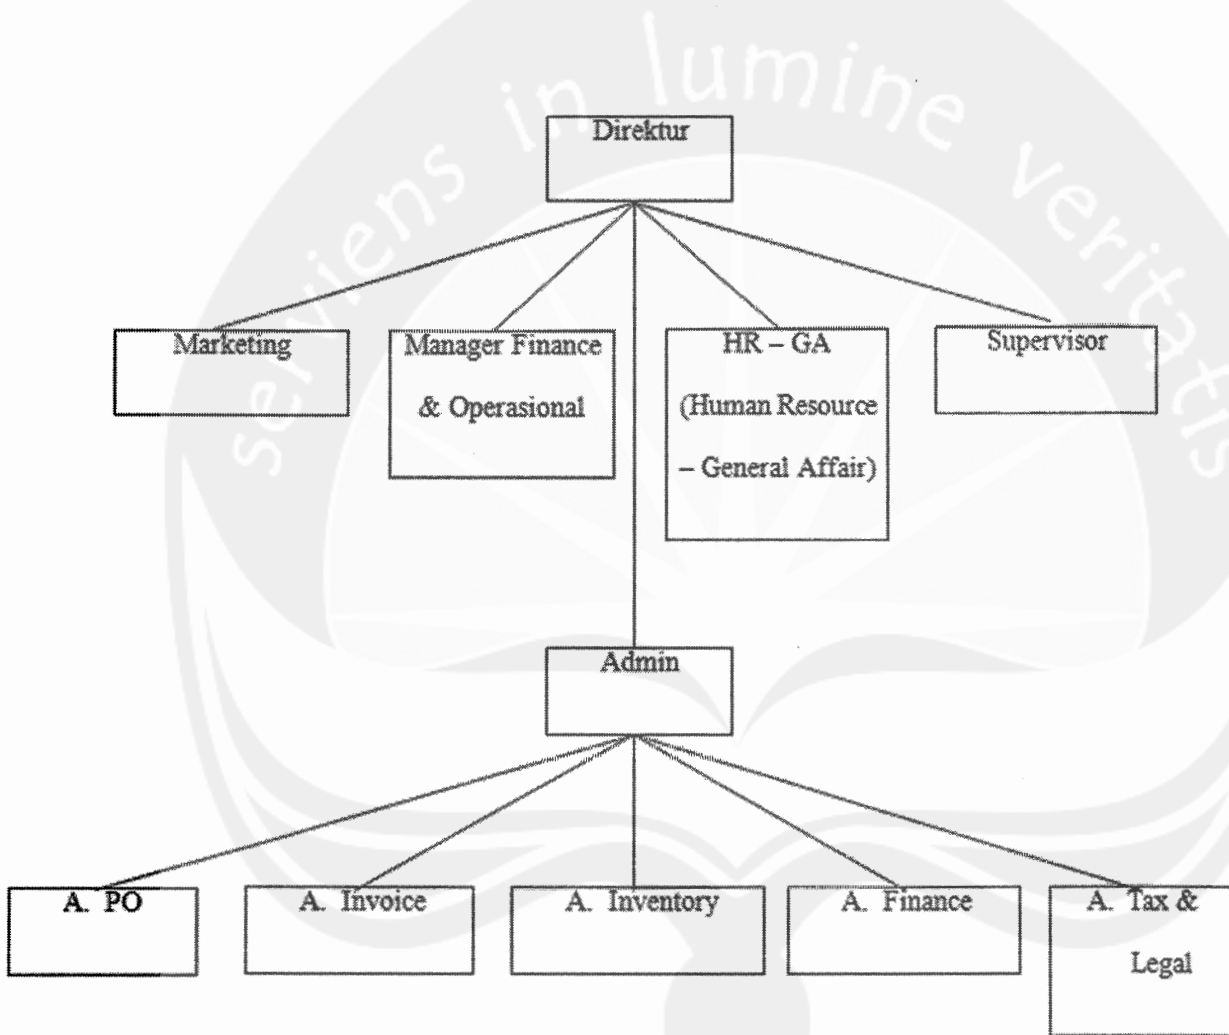 serviens in lumine veritatis
Direktur
Marketing
Manager Finance
& Operasional
HR – GA
(Human Resource
– General Affair)
Supervisor
Admin
A. PO
A. Invoice
A. Inventory
A. Finance
A. Tax &
Legal